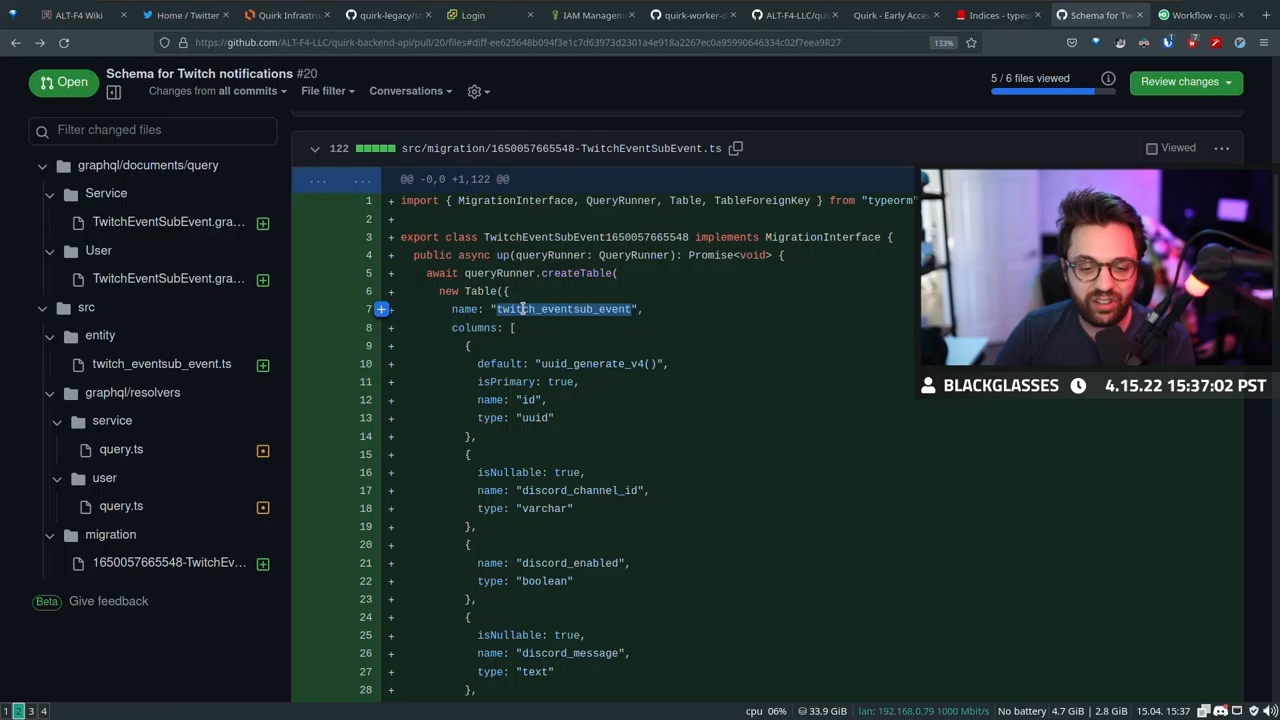 ALT-F4 Wiki
Home / Twitter
Quirk Infrastru
quirk-legacy/st
Login
IAM Managem
quirk-worker-d
ALT-F4-LLC/qui
Quirk - Early Access
Indices - typeor
Schema for Tw
Workflow - qui
https://github.com/ALT-F4-LLC/quirk-backend-api/pull/20/files#diff-ee625648b094f3e1c7d63973d2301a4e918a2267ec0a95990646334c02f7eea9R27
133%
Open
Schema for Twitch notifications #20
Changes from all commits
File filter
Conversations
5 / 6 files viewed
Review changes
Filter changed files
graphql/documents/query
Service
TwitchEventSubEvent.gra...
User
TwitchEventSubEvent.gra...
src
entity
twitch_eventsub_event.ts
graphql/resolvers
service
query.ts
user
query.ts
migration
1650057665548-TwitchEv...
Beta Give feedback
122 src/migration/1650057665548-TwitchEventSubEvent.ts
Viewed
... ... @@ -0,0 +1,122 @@
1 + import { MigrationInterface, QueryRunner, Table, TableForeignKey } from "typeorm"
2 +
3 + export class TwitchEventSubEvent1650057665548 implements MigrationInterface {
4 + public async up(queryRunner: QueryRunner): Promise<void> {
5 + await queryRunner.createTable(
6 + new Table({
7 + name: "twitch_eventsub_event",
8 + columns: [
9 + {
10 + default: "uuid_generate_v4()",
11 + isPrimary: true,
12 + name: "id",
13 + type: "uuid"
14 + },
15 + {
16 + isNullable: true,
17 + name: "discord_channel_id",
18 + type: "varchar"
19 + },
20 + {
21 + name: "discord_enabled",
22 + type: "boolean"
23 + },
24 + {
25 + isNullable: true,
26 + name: "discord_message",
27 + type: "text"
28 + },
BLACKGLASSES 4.15.22 15:37:02 PST
1 2 3 4
cpu 06% 33.9 GiB lan: 192.168.0.79 1000 Mbit/s No battery 4.7 GiB | 2.8 GiB 15.04. 15:37